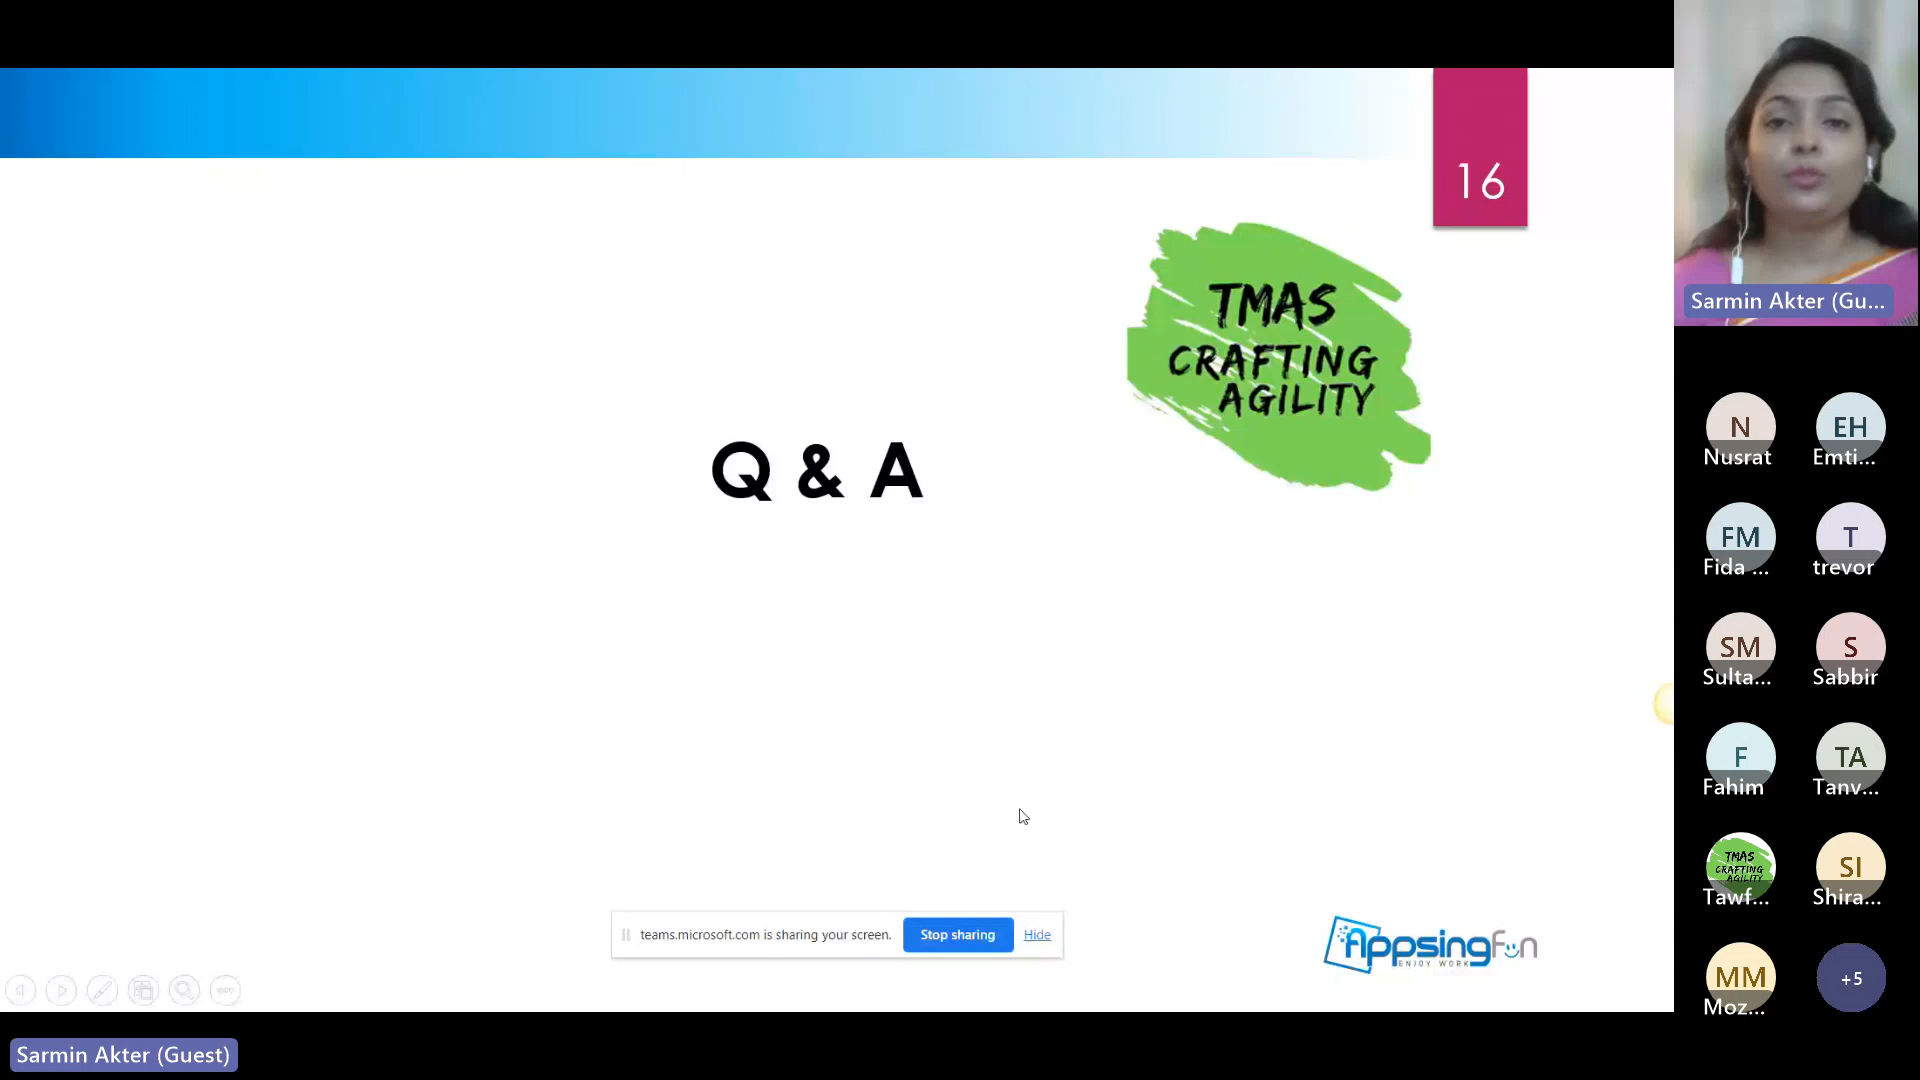 16
TMAS
CRAFTING
AGILITY
Q & A
teams.microsoft.com is sharing your screen.
Stop sharing
Hide
AppsingFun
ENJOY WORK
Sarmin Akter (Guest)
Sarmin Akter (Gu...
N
Nusrat
EH
Emti...
FM
Fida ...
T
trevor
SM
Sulta...
S
Sabbir
F
Fahim
TA
Tanv...
TMAS
CRAFTING
AGILITY
Tawf...
SI
Shira...
MM
Moz...
+5